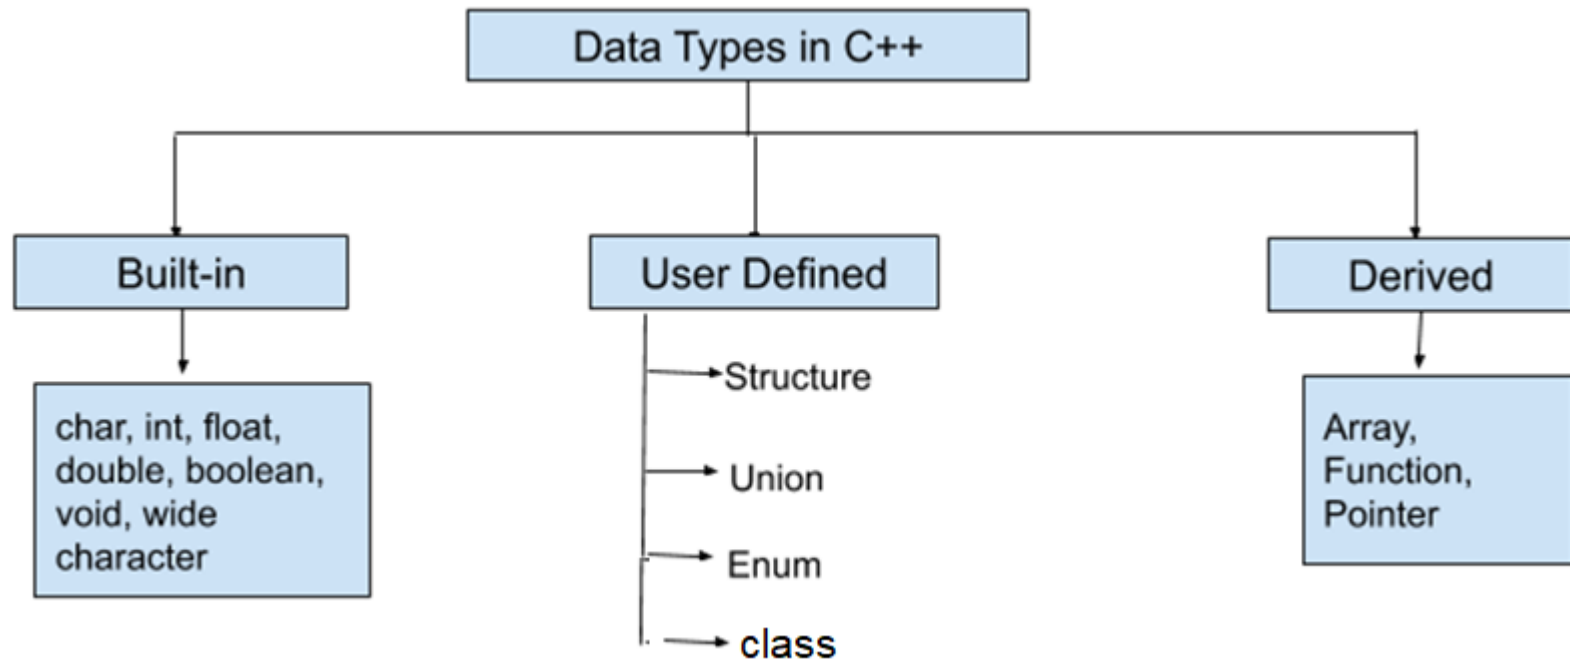 Data Types in C++
Built-in
User Defined
Derived
char, int, float,
double, boolean,
void, wide
character
Structure
Union
Enum
class
Array,
Function,
Pointer